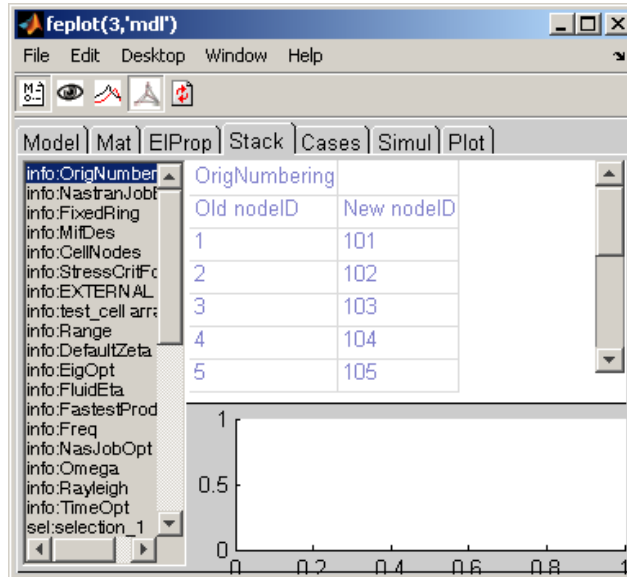 feplot(3,'mdl')
File Edit Desktop Window Help
Model Mat ElProp Stack Cases Simul Plot
info:OrigNumber
info:NastranJobE
info:FixedRing
info:MifDes
info:CellNodes
info:StressCritFo
info:EXTERNAL
info:test_cell arra
info:Range
info:DefaultZeta
info:EigOpt
info:FluidEta
info:FastestProd
info:Freq
info:NasJobOpt
info:Omega
info:Rayleigh
info:TimeOpt
sel:selection_1
OrigNumbering
Old nodeID New nodeID
1 101
2 102
3 103
4 104
5 105
1
0.5
0
0 0.2 0.4 0.6 0.8 1